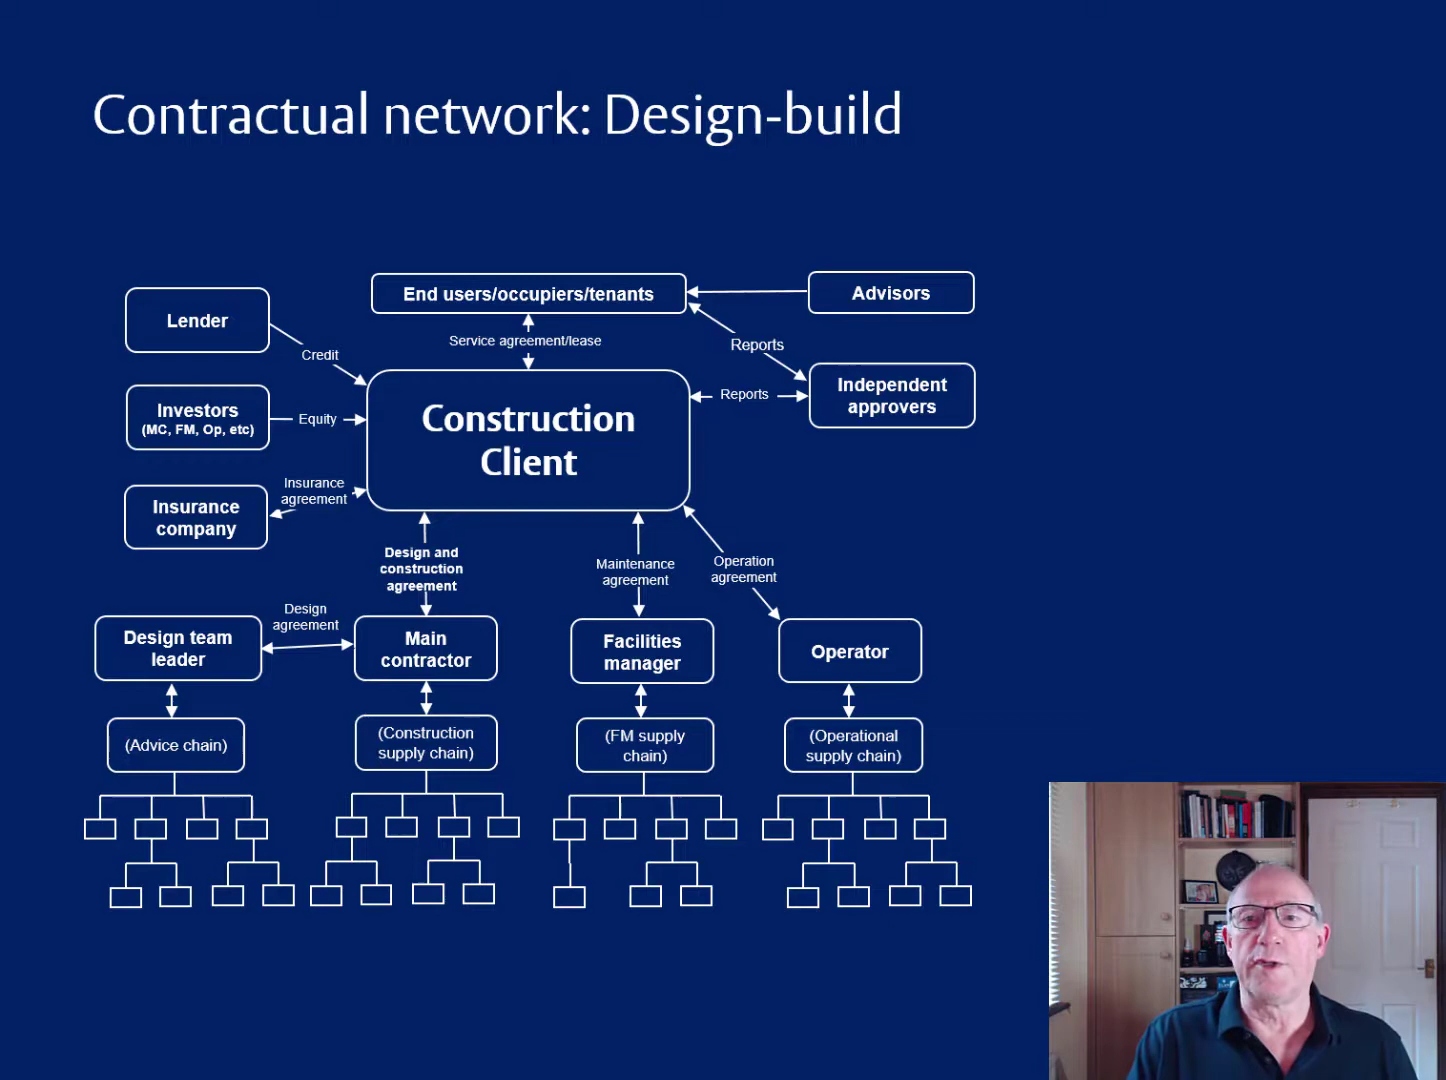 Contractual network: Design-build
End users/occupiers/tenants
Advisors
Lender
Service agreement/lease
Reports
Credit
Independent
approvers
Investors
(MC, FM, Op, etc)
Equity
Construction
Client
Reports
Insurance
agreement
Insurance
company
Design and
construction
agreement
Maintenance
agreement
Operation
agreement
Design
agreement
Design team
leader
Main
contractor
Facilities
manager
Operator
(Advice chain)
(Construction
supply chain)
(FM supply
chain)
(Operational
supply chain)